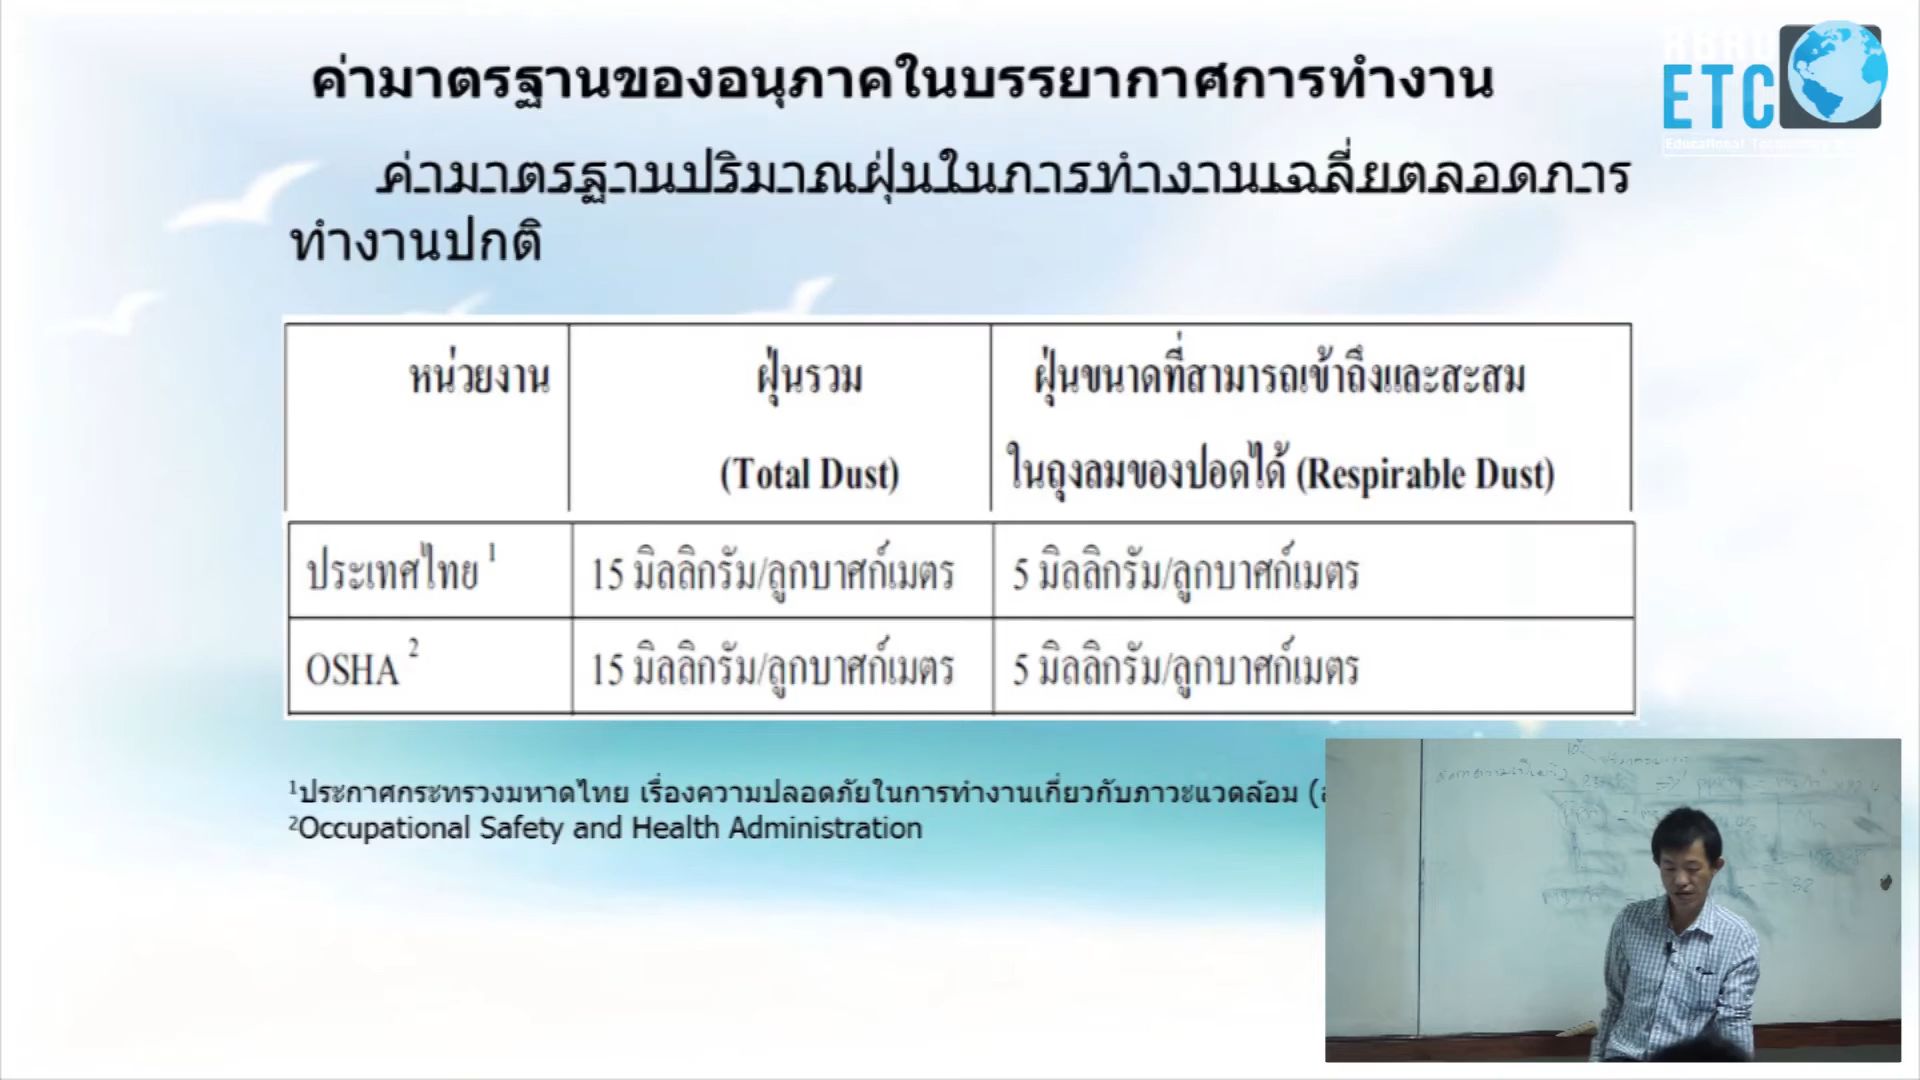 ค่ามาตรฐานของอนุภาคในบรรยากาศการทำงาน
ETC
Educational Technology
ค่ามาตรฐานปริมาณฝุ่นในการทำงานเฉลี่ยตลอดการ
ทำงานปกติ
หน่วยงาน
ฝุ่นรวม
(Total Dust)
ฝุ่นขนาดที่สามารถเข้าถึงและสะสม
ในถุงลมของปอดได้ (Respirable Dust)
ประเทศไทย 1 15 มิลลิกรัม/ลูกบาศก์เมตร 5 มิลลิกรัม/ลูกบาศก์เมตร
OSHA 2 15 มิลลิกรัม/ลูกบาศก์เมตร 5 มิลลิกรัม/ลูกบาศก์เมตร
1ประกาศกระทรวงมหาดไทย เรื่องความปลอดภัยในการทำงานเกี่ยวกับภาวะแวดล้อม
2Occupational Safety and Health Administration